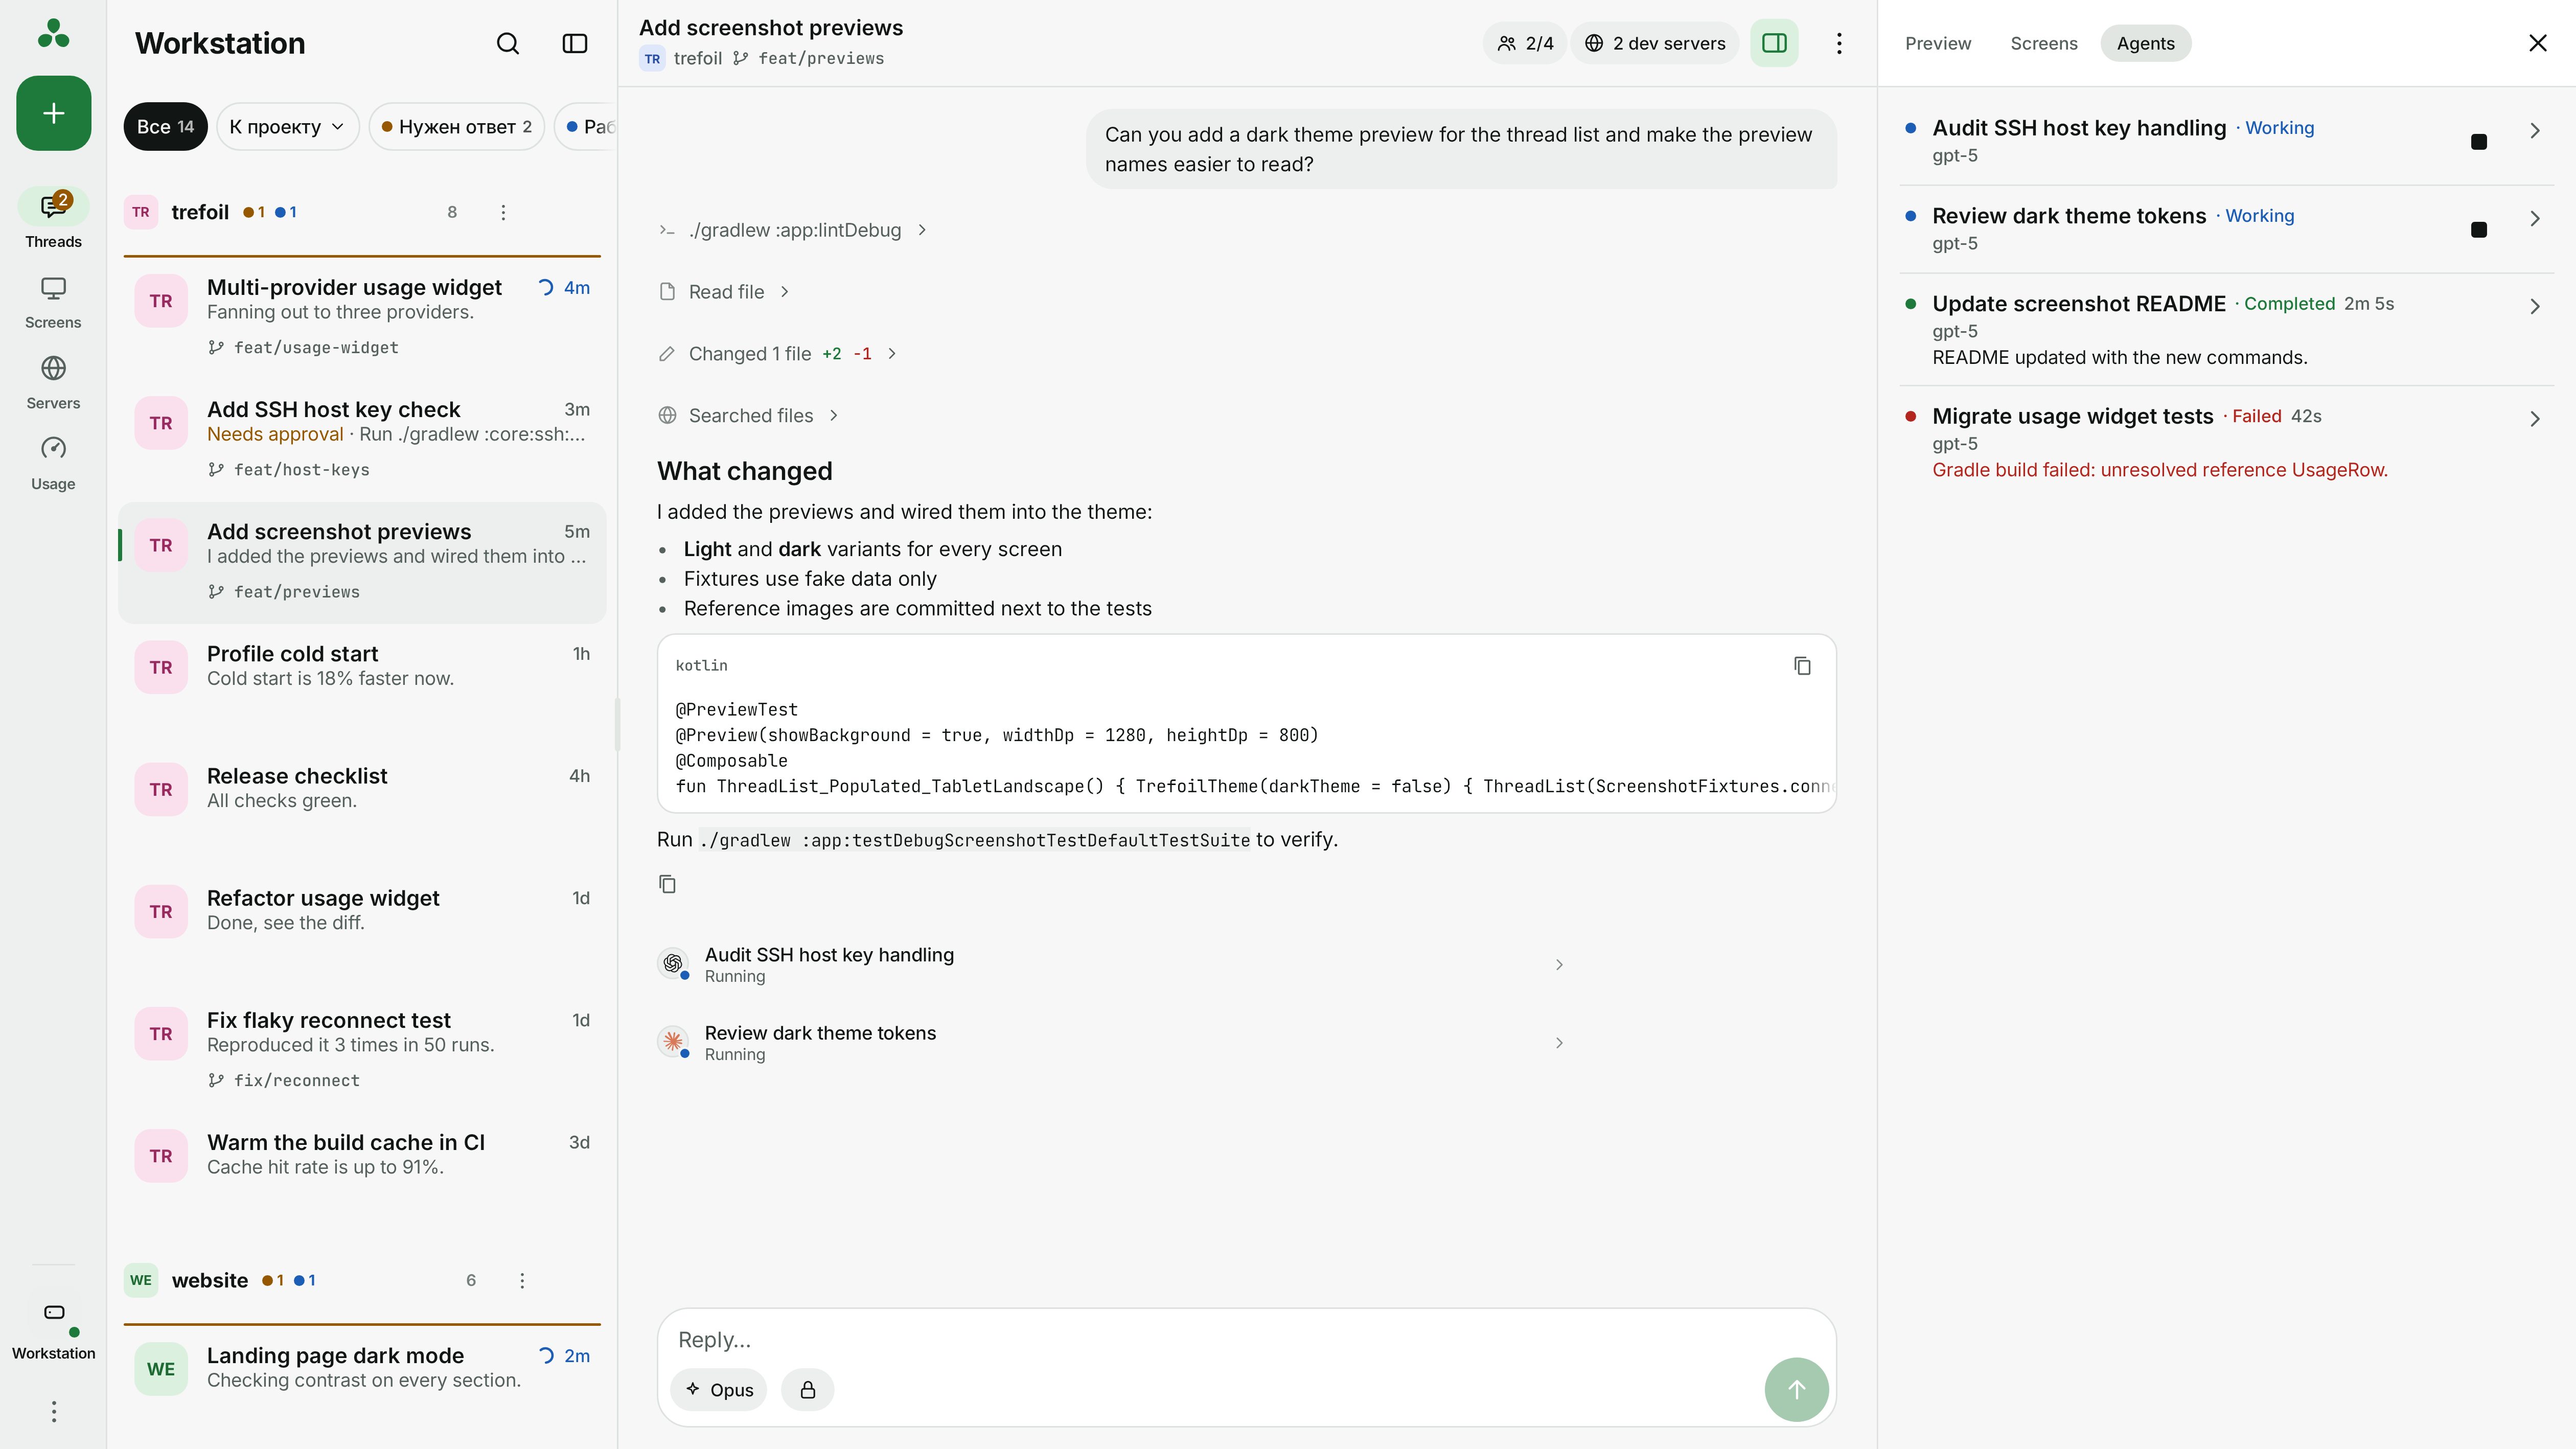 2
Threads
Screens
Servers
Usage
Workstation
Workstation
Все 14
К проекту
Нужен ответ 2
TR trefoil 1 1 8
TR
Multi-provider usage widget 4m
Fanning out to three providers.
feat/usage-widget
TR
Add SSH host key check 3m
Needs approval · Run ./gradlew :core:ssh:...
feat/host-keys
TR
Add screenshot previews 5m
I added the previews and wired them into ...
feat/previews
TR
Profile cold start 1h
Cold start is 18% faster now.
TR
Release checklist 4h
All checks green.
TR
Refactor usage widget 1d
Done, see the diff.
TR
Fix flaky reconnect test 1d
Reproduced it 3 times in 50 runs.
fix/reconnect
TR
Warm the build cache in CI 3d
Cache hit rate is up to 91%.
WE website 1 1 6
WE
Landing page dark mode 2m
Checking contrast on every section.
Add screenshot previews
TR trefoil feat/previews
2/4
2 dev servers
Can you add a dark theme preview for the thread list and make the preview
names easier to read?
./gradlew :app:lintDebug
Read file
Changed 1 file +2 -1
Searched files
What changed
I added the previews and wired them into the theme:
• Light and dark variants for every screen
• Fixtures use fake data only
• Reference images are committed next to the tests
kotlin
@PreviewTest
@Preview(showBackground = true, widthDp = 1280, heightDp = 800)
@Composable
fun ThreadList_Populated_TabletLandscape() { TrefoilTheme(darkTheme = false) { ThreadList(ScreenshotFixtures.conn
Run ./gradlew :app:testDebugScreenshotTestDefaultTestSuite to verify.
Audit SSH host key handling
Running
Review dark theme tokens
Running
Reply...
Opus
Preview
Screens
Agents
Audit SSH host key handling · Working
gpt-5
Review dark theme tokens · Working
gpt-5
Update screenshot README · Completed 2m 5s
gpt-5
README updated with the new commands.
Migrate usage widget tests · Failed 42s
gpt-5
Gradle build failed: unresolved reference UsageRow.